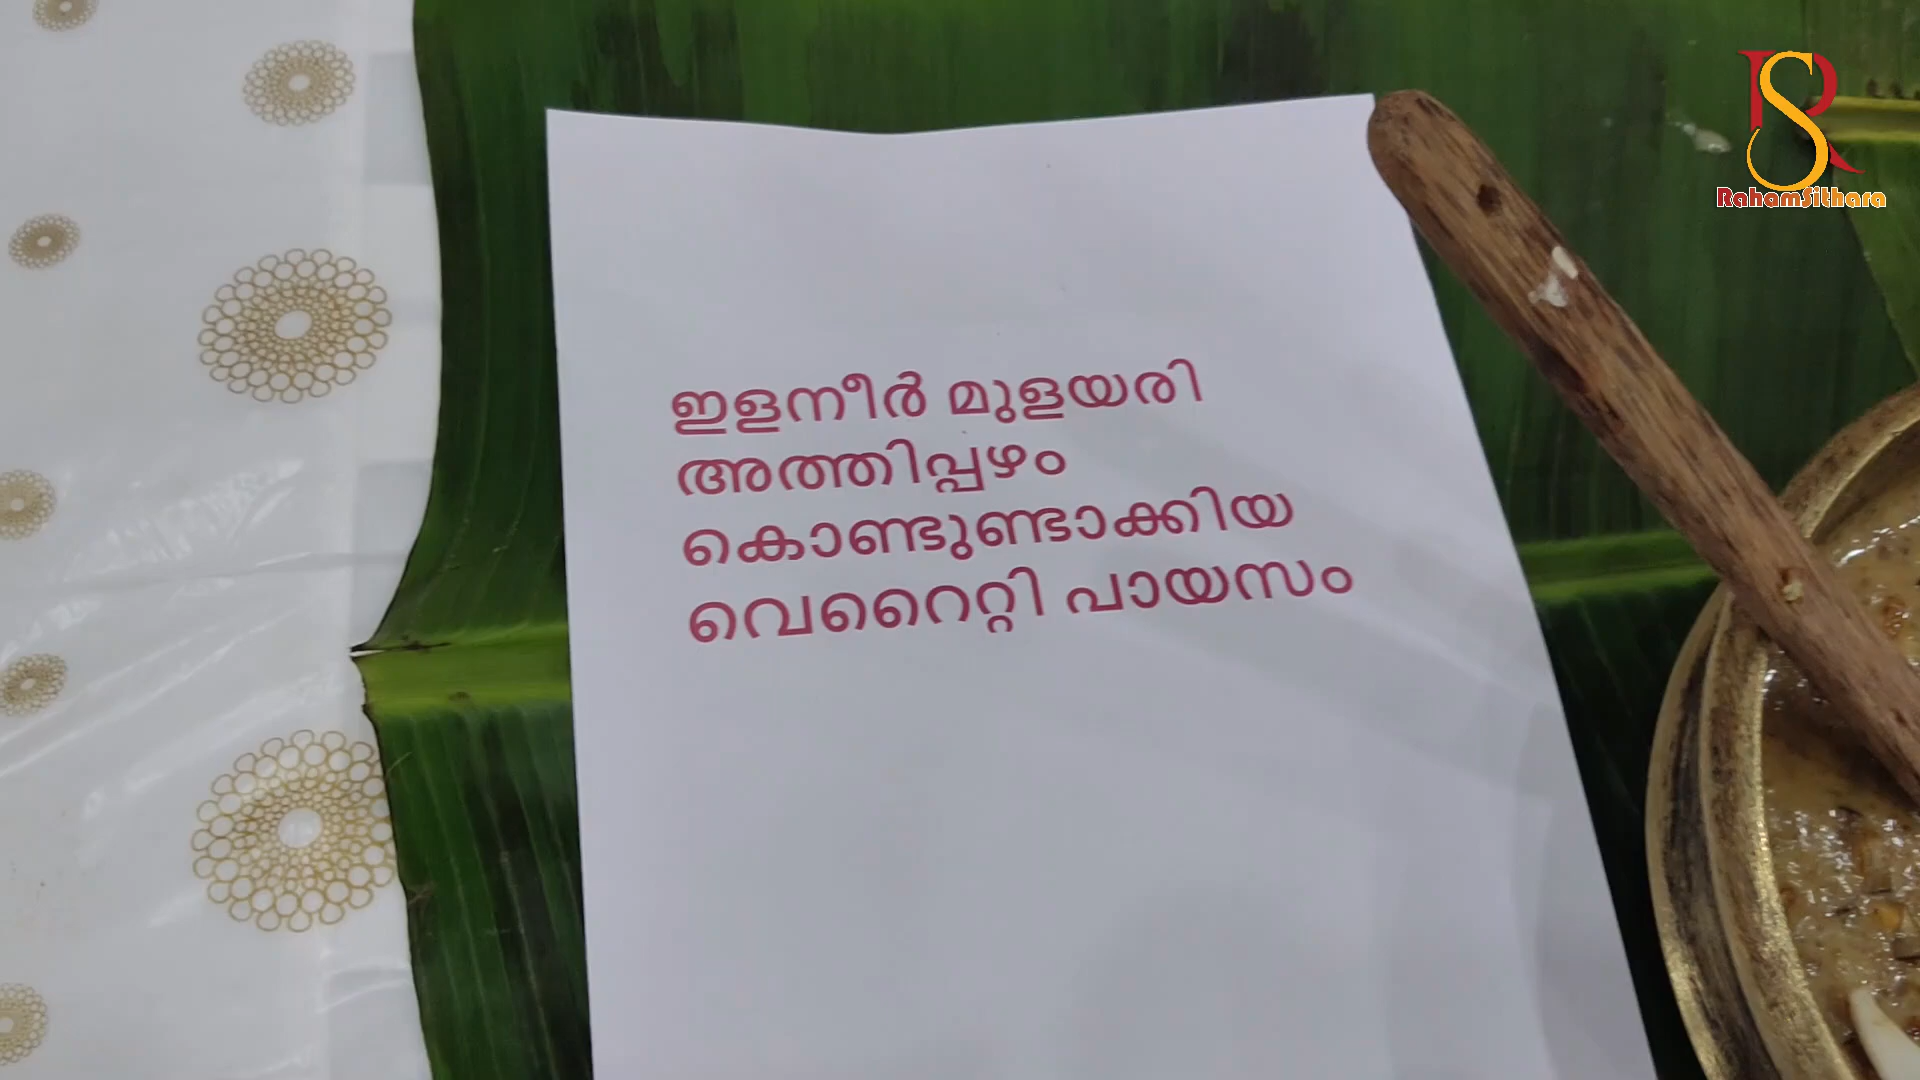 ഇളനീർ മുളയരി
അത്തിപ്പഴം
കൊണ്ടുണ്ടാക്കിയ
വെറൈറ്റി പായസം
RahamSithara